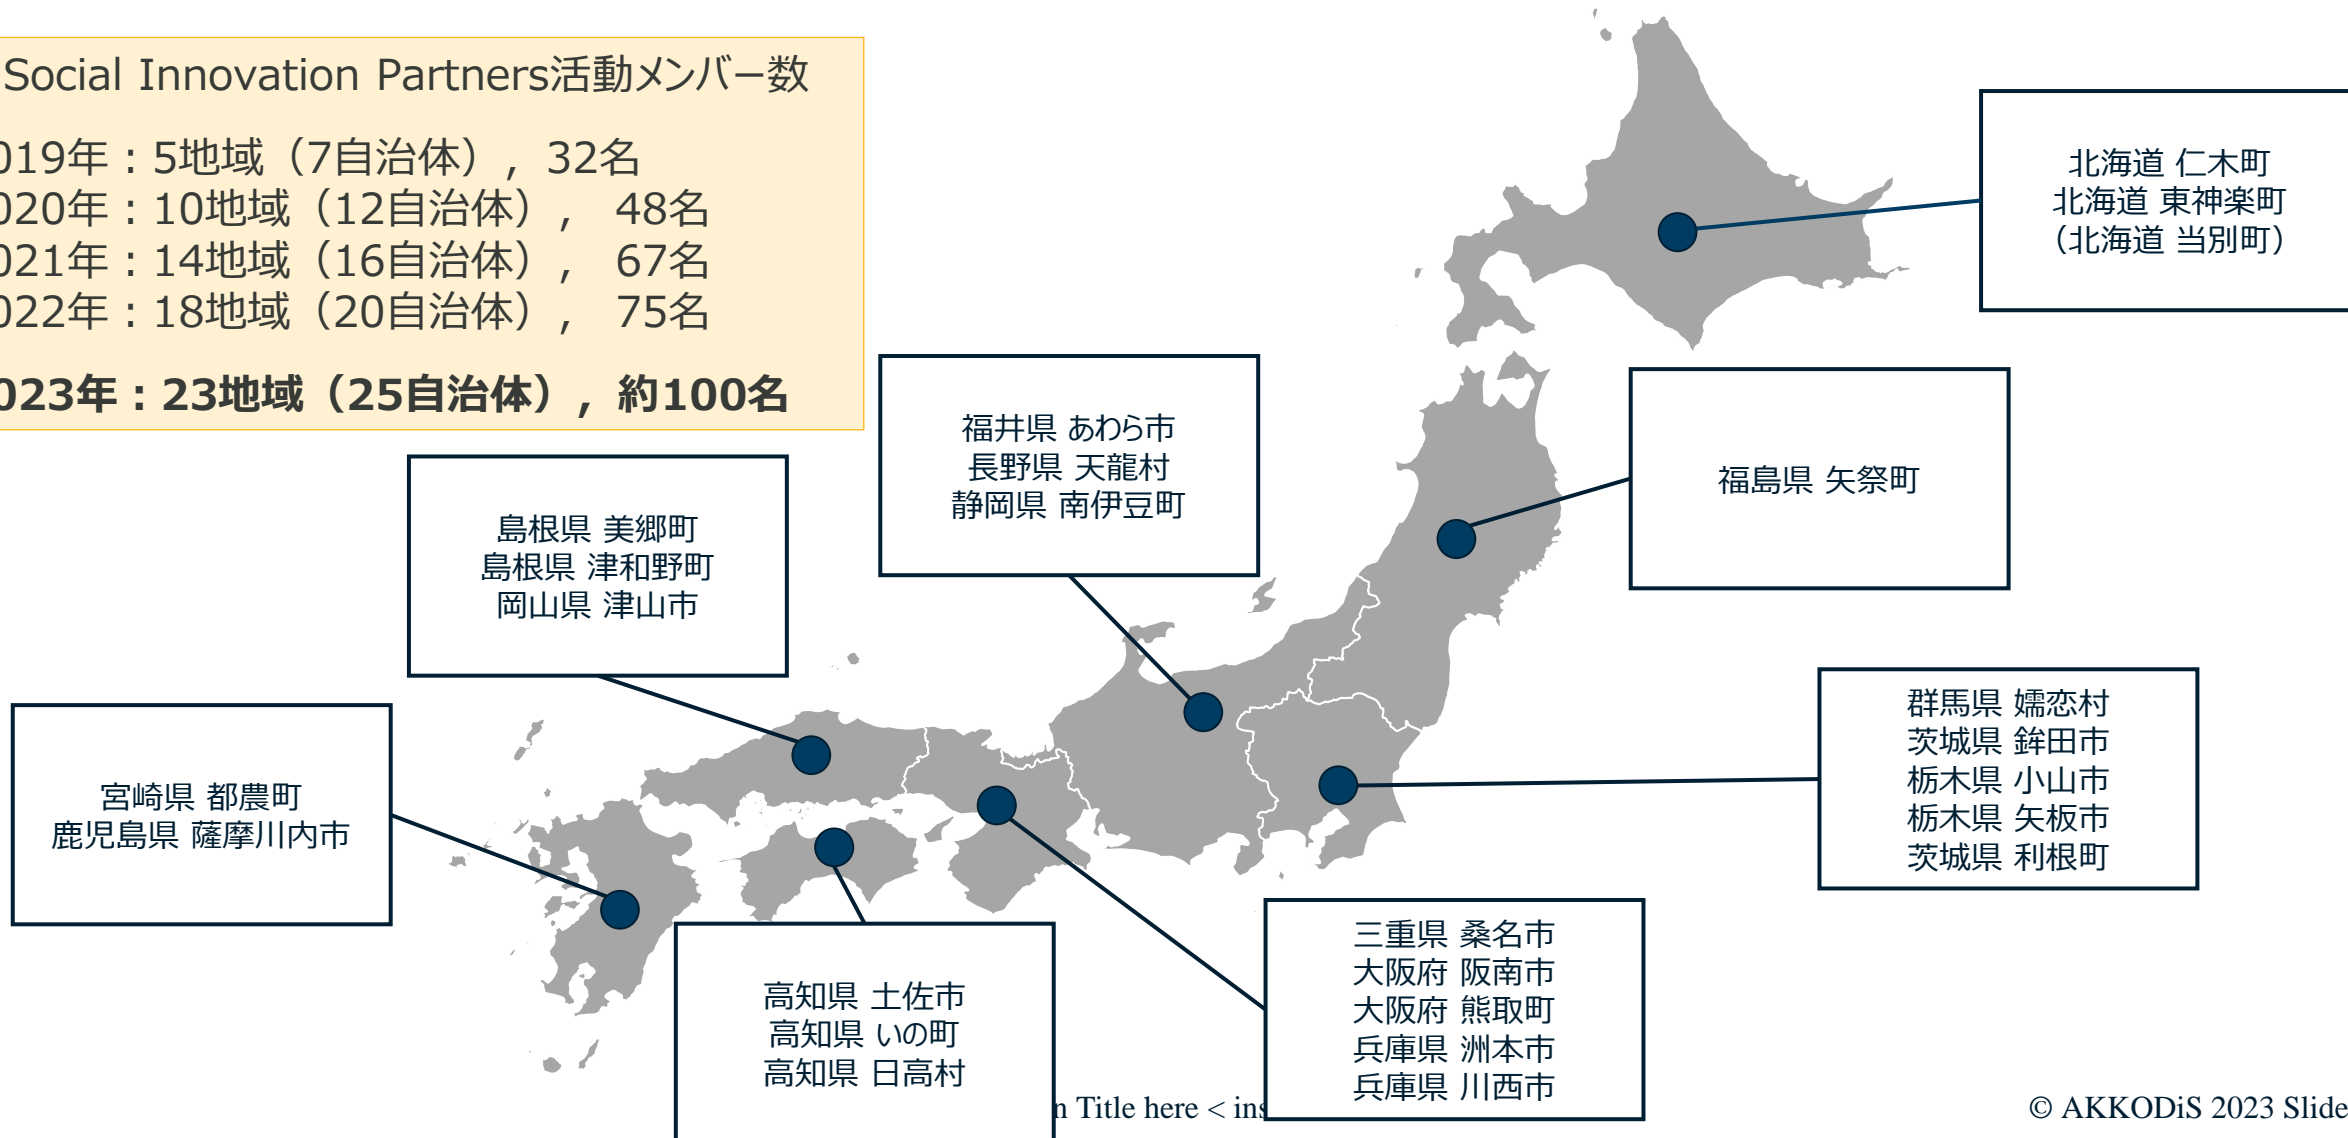 Social Innovation Partners活動メンバー数
019年：5地域（7自治体）, 32名
020年：10地域（12自治体）, 48名
021年：14地域（16自治体）, 67名
022年：18地域（20自治体）, 75名
023年：23地域（25自治体）, 約100名
北海道 仁木町
北海道 東神楽町
（北海道 当別町）
福井県 あわら市
長野県 天龍村
静岡県 南伊豆町
福島県 矢祭町
島根県 美郷町
島根県 津和野町
岡山県 津山市
群馬県 嬬恋村
茨城県 鉾田市
栃木県 小山市
栃木県 矢板市
茨城県 利根町
宮崎県 都農町
鹿児島県 薩摩川内市
三重県 桑名市
大阪府 阪南市
大阪府 熊取町
兵庫県 洲本市
兵庫県 川西市
高知県 土佐市
高知県 いの町
高知県 日高村
n Title here < ins
© AKKODiS 2023 Slide